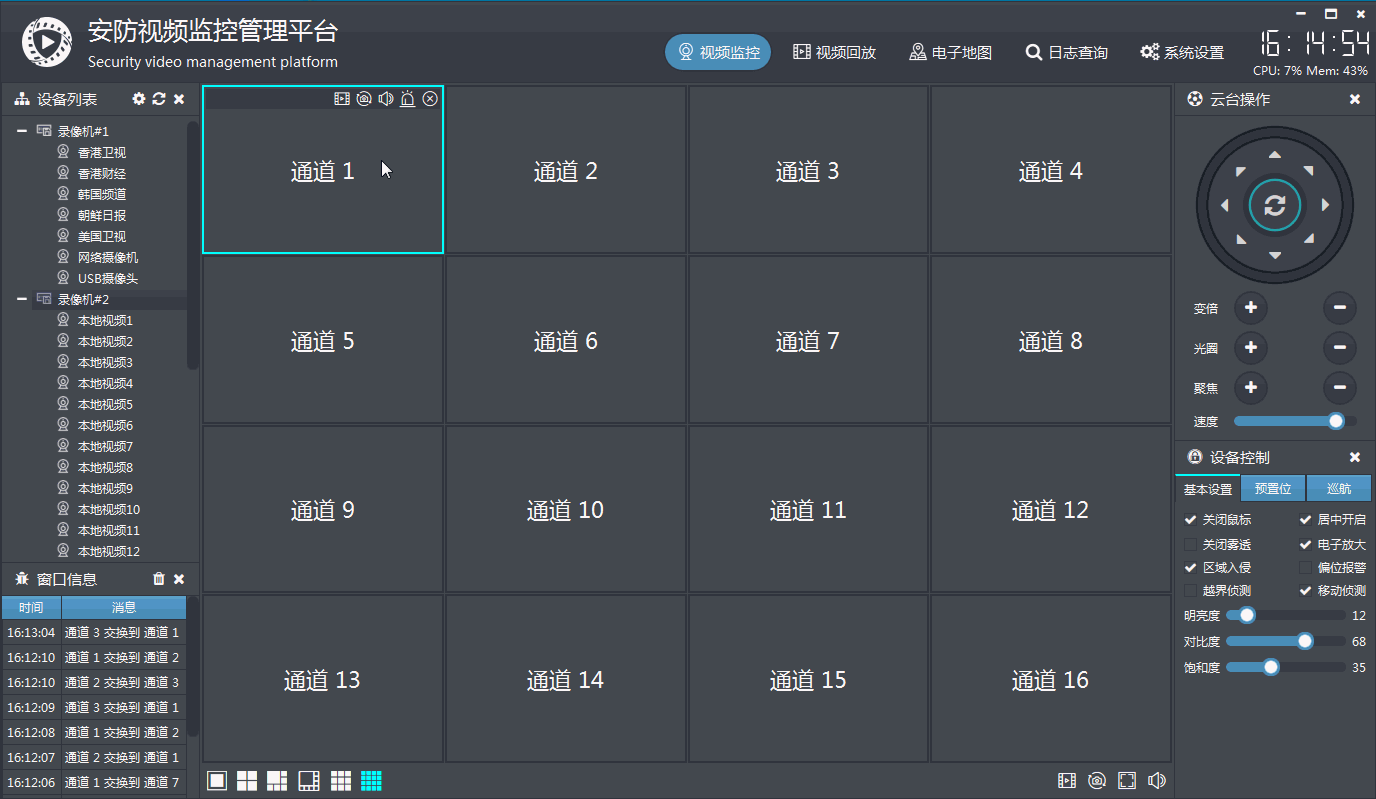 安防视频监控管理平台
Security video management platform
视频监控
视频回放
电子地图
日志查询
系统设置
16:14:54
CPU: 7% Mem: 43%
设备列表
录像机#1
香港卫视
香港财经
韩国频道
朝鲜日报
美国卫视
网络摄像机
USB摄像头
录像机#2
本地视频1
本地视频2
本地视频3
本地视频4
本地视频5
本地视频6
本地视频7
本地视频8
本地视频9
本地视频10
本地视频11
本地视频12
窗口信息
时间 消息
16:13:04 通道 3 交换到 通道 1
16:12:10 通道 1 交换到 通道 2
16:12:10 通道 2 交换到 通道 3
16:12:09 通道 3 交换到 通道 1
16:12:08 通道 1 交换到 通道 2
16:12:07 通道 2 交换到 通道 1
16:12:06 通道 1 交换到 通道 7
通道 1
通道 2
通道 3
通道 4
通道 5
通道 6
通道 7
通道 8
通道 9
通道 10
通道 11
通道 12
通道 13
通道 14
通道 15
通道 16
云台操作
变倍
光圈
聚焦
速度
设备控制
基本设置 预置位 巡航
关闭鼠标 居中开启
关闭雾透 电子放大
区域入侵 偏位报警
越界侦测 移动侦测
明亮度 12
对比度 68
饱和度 35